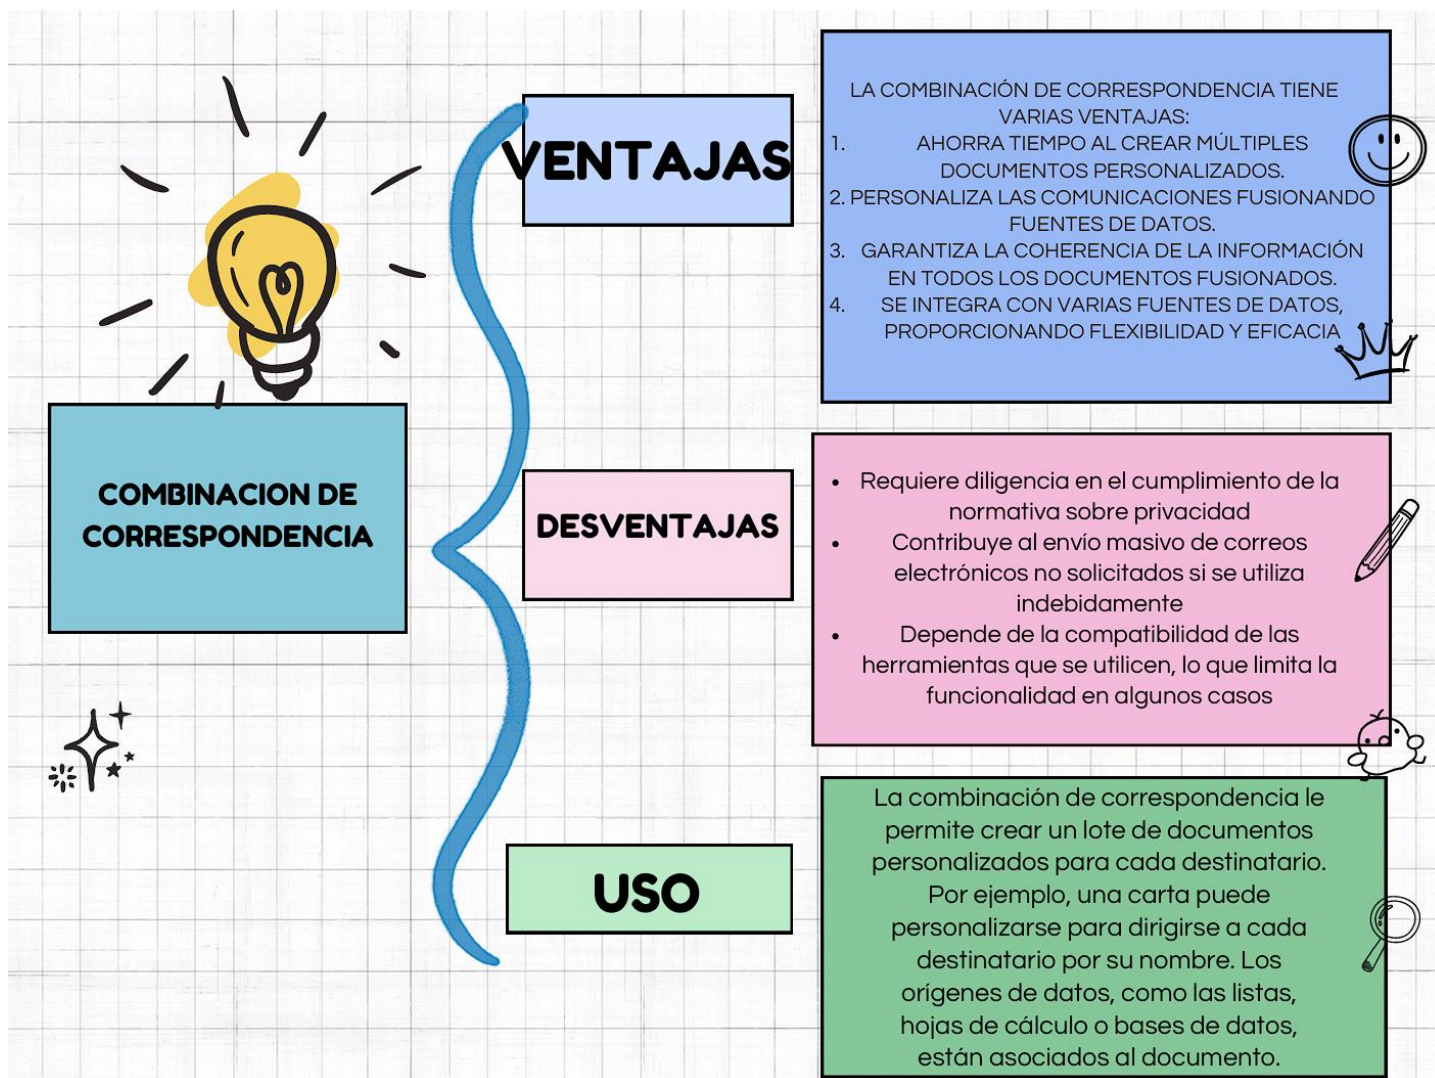 COMBINACION DE
CORRESPONDENCIA
VENTAJAS
LA COMBINACIÓN DE CORRESPONDENCIA TIENE
VARIAS VENTAJAS:
1. AHORRA TIEMPO AL CREAR MÚLTIPLES
DOCUMENTOS PERSONALIZADOS.
2. PERSONALIZA LAS COMUNICACIONES FUSIONANDO
FUENTES DE DATOS.
3. GARANTIZA LA COHERENCIA DE LA INFORMACIÓN
EN TODOS LOS DOCUMENTOS FUSIONADOS.
4. SE INTEGRA CON VARIAS FUENTES DE DATOS,
PROPORCIONANDO FLEXIBILIDAD Y EFICACIA
DESVENTAJAS
• Requiere diligencia en el cumplimiento de la
normativa sobre privacidad
• Contribuye al envío masivo de correos
electrónicos no solicitados si se utiliza
indebidamente
• Depende de la compatibilidad de las
herramientas que se utilicen, lo que limita la
funcionalidad en algunos casos
USO
La combinación de correspondencia le
permite crear un lote de documentos
personalizados para cada destinatario.
Por ejemplo, una carta puede
personalizarse para dirigirse a cada
destinatario por su nombre. Los
orígenes de datos, como las listas,
hojas de cálculo o bases de datos,
están asociados al documento.